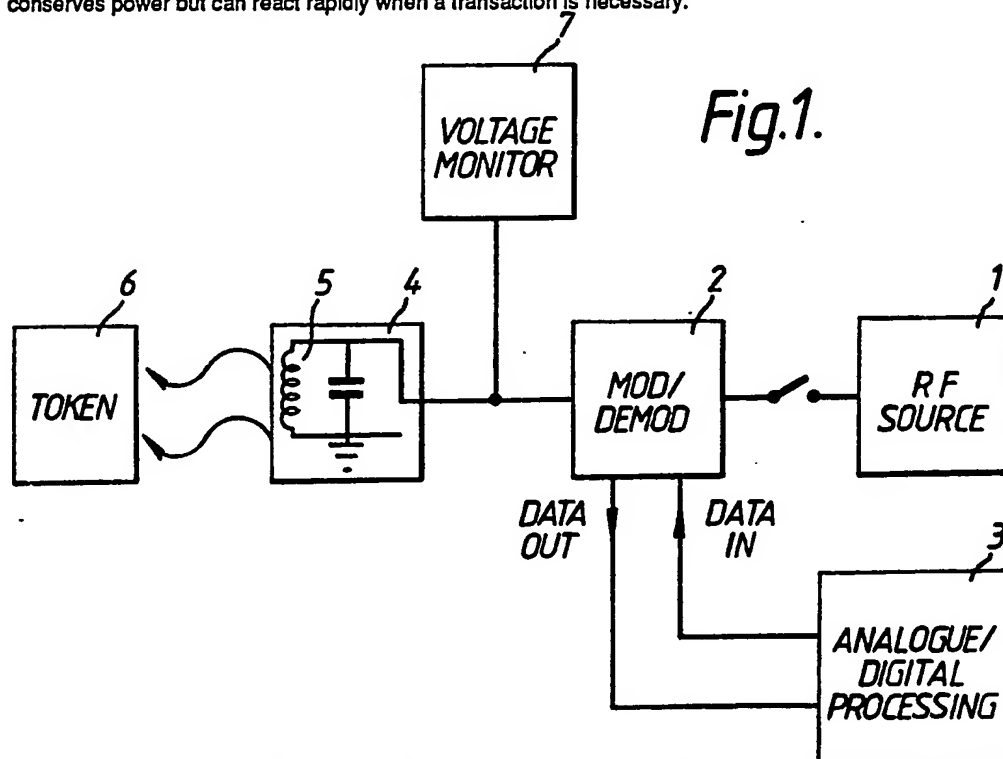 conserves power but can react rapidly when a transaction is necessary.
7
VOLTAGE
MONITOR
Fig.1.
6
TOKEN
5
4
2
MOD/
DEMOD
1
RF
SOURCE
DATA
OUT
DATA
IN
3
ANALOGUE/
DIGITAL
PROCESSING